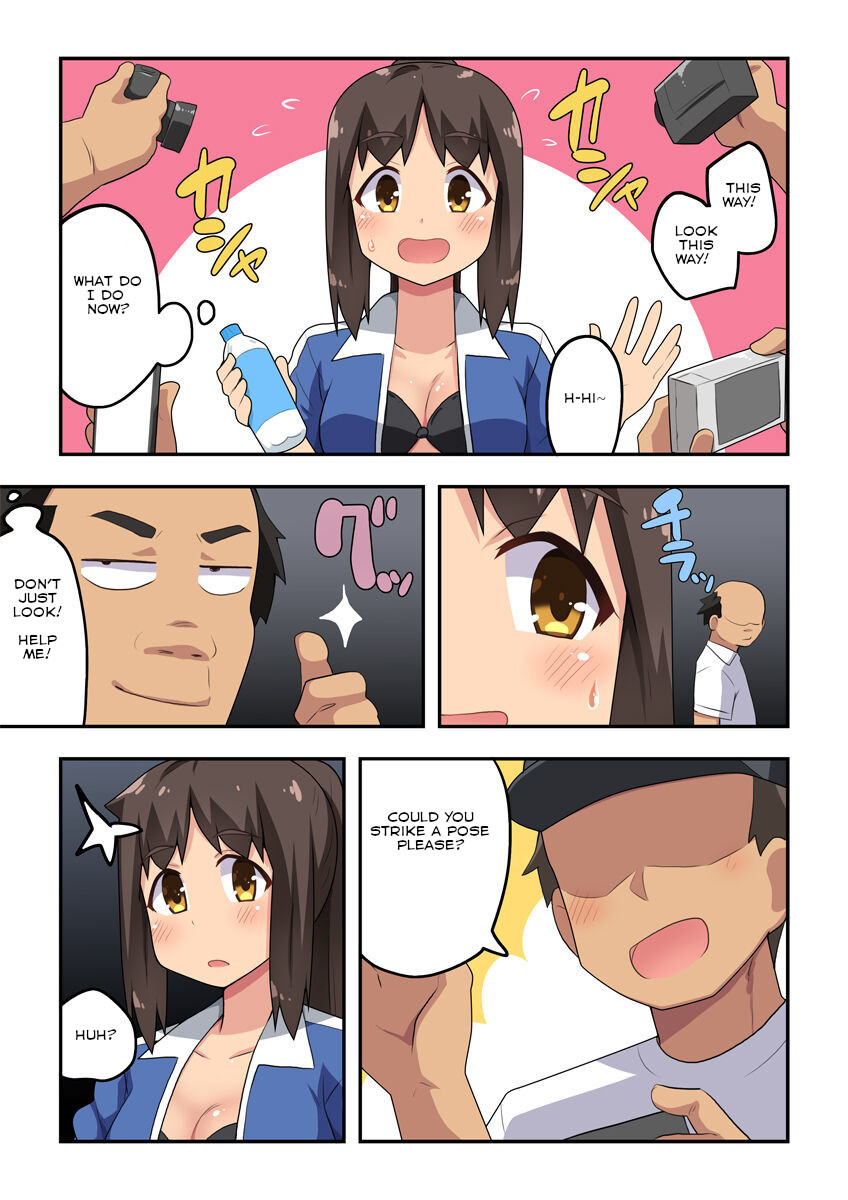 THIS
WAY!
LOOK
THIS
WAY!
カシャ
カシャ
WHAT DO
I DO
NOW?
H-HI~
チラッ
グッ
DON'T
JUST
LOOK!
HELP
ME!
COULD YOU
STRIKE A POSE
PLEASE?
HUH?